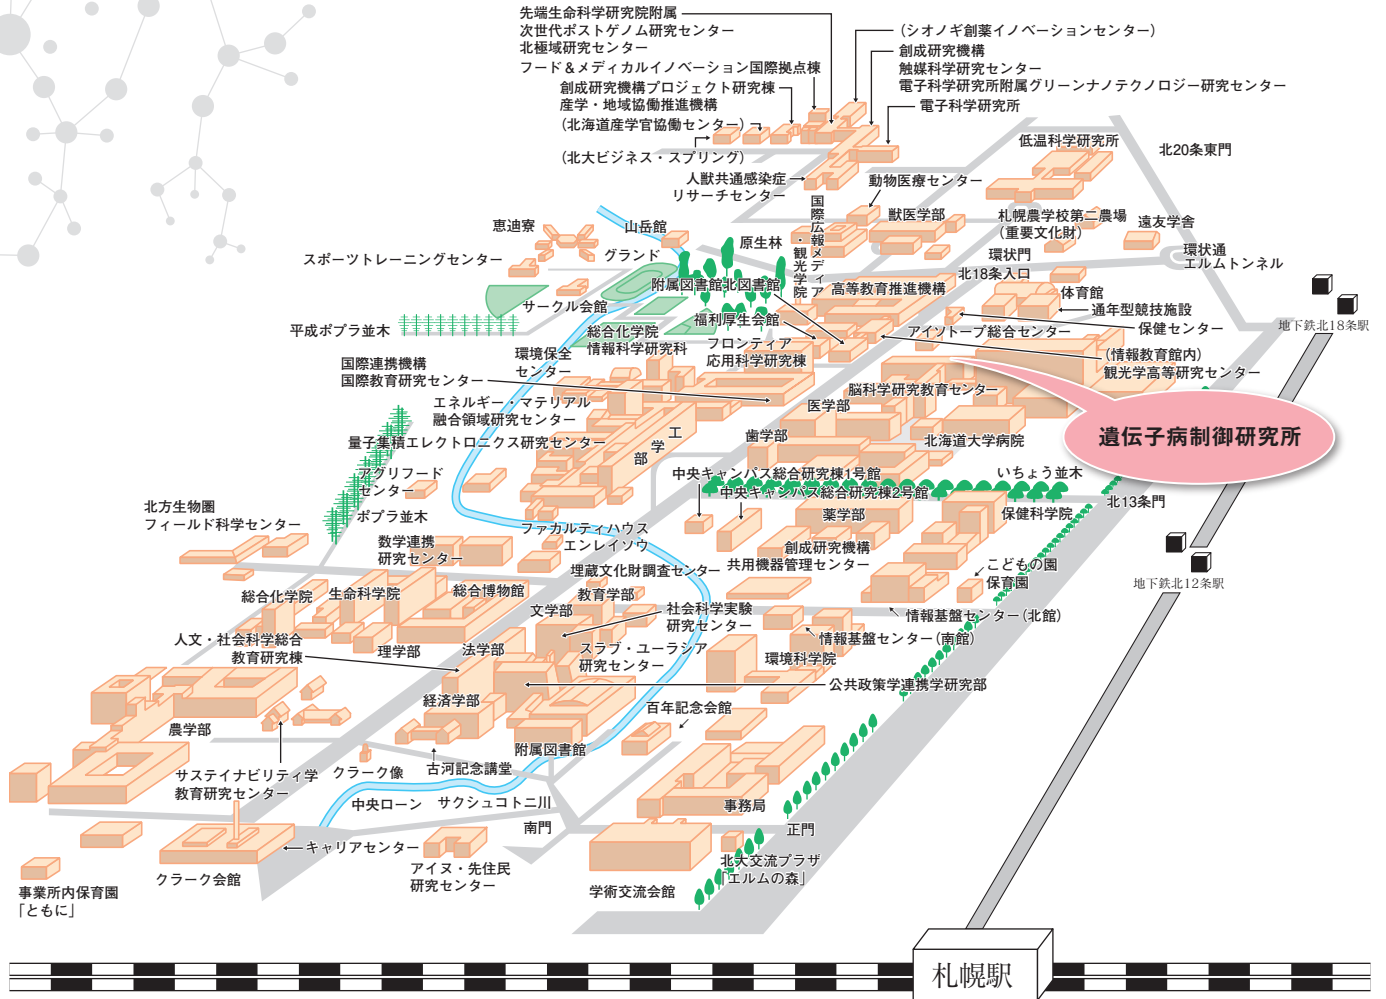 先端生命科学研究院附属
次世代ポストゲノム研究センター
北極域研究センター
フード＆メディカルイノベーション国際拠点棟
創成研究機構プロジェクト研究棟
産学・地域協働推進機構
(北海道産学官協働センター)
(北大ビジネス・スプリング)
(シオノギ創薬イノベーションセンター)
創成研究機構
触媒科学研究センター
電子科学研究所附属グリーンナノテクノロジー研究センター
電子科学研究所
人獣共通感染症
リサーチセンター
動物医療センター
低温科学研究所
北20条東門
国際広報メディア
・観光学院
獣医学部
札幌農学校第二農場
(重要文化財)
遠友学舎
環状門
環状通
エルムトンネル
恵迪寮
山岳館
原生林
スポーツトレーニングセンター
グランド
附属図書館北図書館
高等教育推進機構
北18条入口
体育館
サークル会館
福利厚生会館
通年型競技施設
保健センター
アイソトープ総合センター
地下鉄北18条駅
平成ポプラ並木
総合化学院
情報科学研究科
フロンティア
応用科学研究棟
(情報教育館内)
観光学高等研究センター
環境保全
センター
国際連携機構
国際教育研究センター
脳科学研究教育センター
エネルギー・マテリアル
融合領域研究センター
医学部
遺伝子病制御研究所
量子集積エレクトロニクス研究センター
工学部
歯学部
北海道大学病院
アグリフード
センター
中央キャンパス総合研究棟1号館
中央キャンパス総合研究棟2号館
いちょう並木
北13条門
北方生物圏
フィールド科学センター
ポプラ並木
薬学部
保健科学院
ファカルティハウス
エンレイソウ
数学連携
研究センター
創成研究機構
共用機器管理センター
埋蔵文化財調査センター
こどもの園
保育園
地下鉄北12条駅
総合化学院
生命科学院
総合博物館
教育学部
文学部
社会科学実験
研究センター
情報基盤センター(北館)
情報基盤センター(南館)
人文・社会科学総合
教育研究棟
理学部
法学部
スラブ・ユーラシア
研究センター
環境科学院
公共政策学連携学研究部
経済学部
百年記念会館
農学部
附属図書館
サステイナビリティ学
教育研究センター
クラーク像
古河記念講堂
中央ローン
サクシュコトニ川
事務局
南門
正門
キャリアセンター
クラーク会館
アイヌ・先住民
研究センター
学術交流会館
北大交流プラザ
「エルムの森」
事業所内保育園
「ともに」
札幌駅